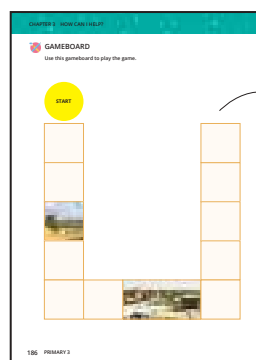 CHAPTER 3 HOW CAN I HELP?
GAMEBOARD
Use this gameboard to play the game.
START
186 PRIMARY 3